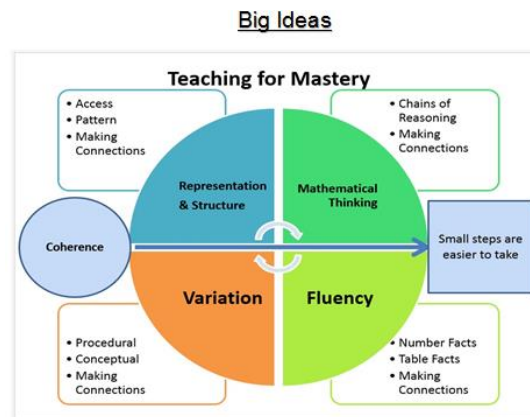 Big Ideas
Teaching for Mastery
• Access
• Pattern
• Making
Connections
• Chains of
Reasoning
• Making
Connections
Representation
& Structure
Mathematical
Thinking
Coherence
Small steps are
easier to take
Variation
Fluency
• Procedural
• Conceptual
• Making
Connections
• Number Facts
• Table Facts
• Making
Connections